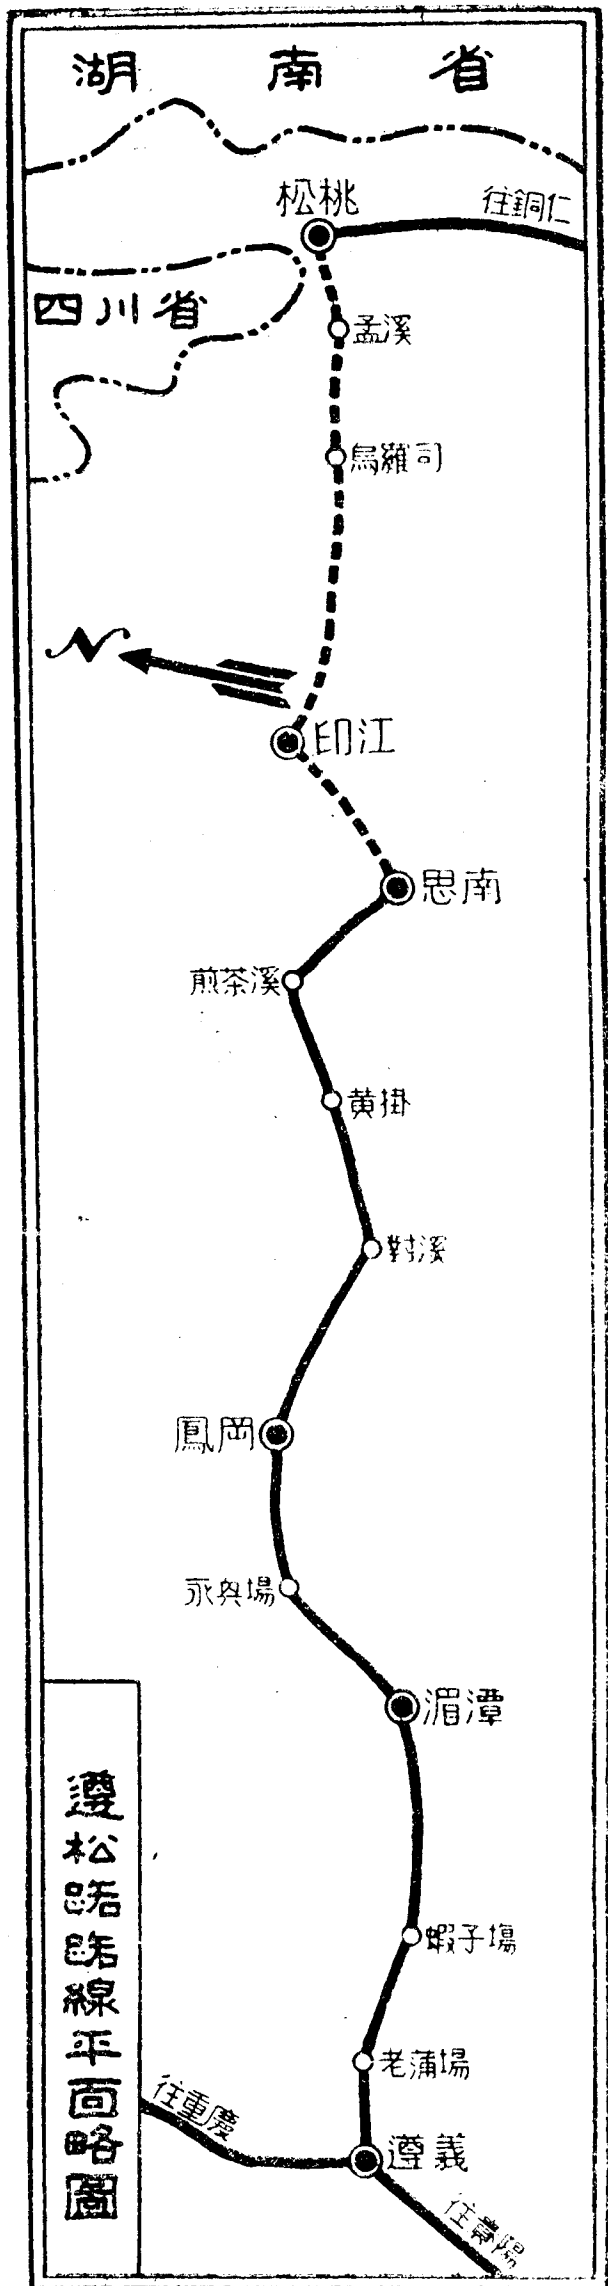 湖南省
往銅仁
松桃
四川省
孟溪
烏羅司
N
印江
思南
煎茶溪
黃掛
對溪
鳳岡
永興場
湄潭
遵松路路線平面略圖
蝦子場
老蒲場
往重慶
遵義
往貴陽